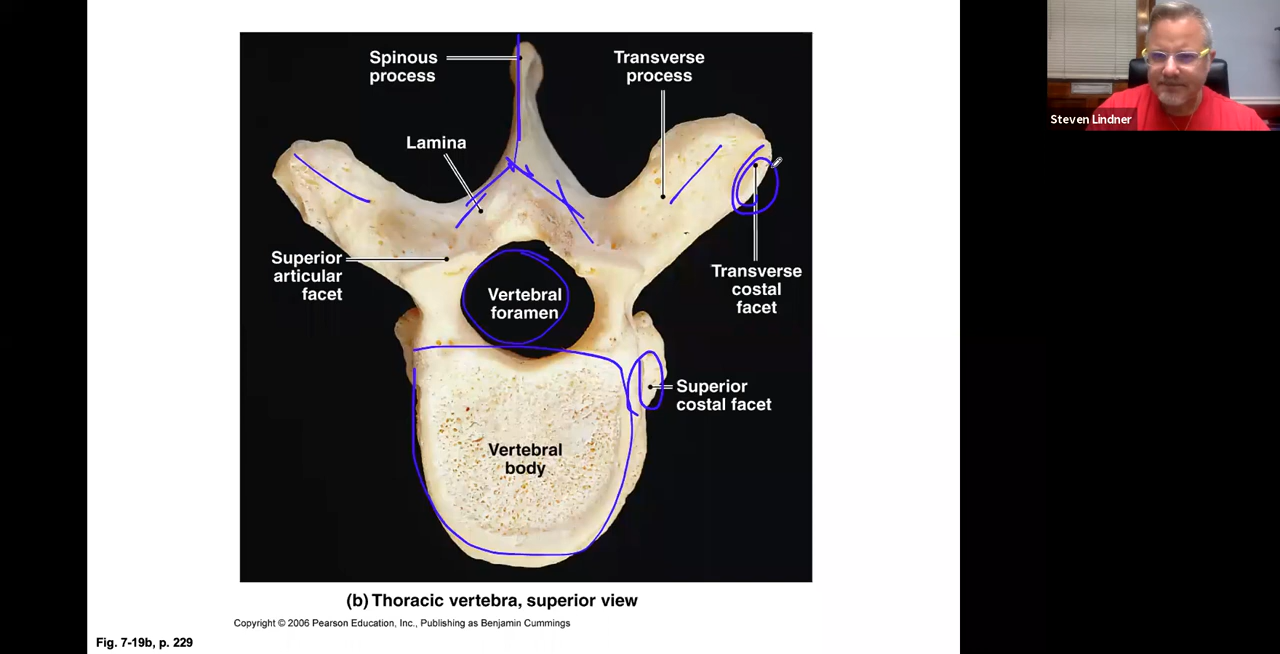 Spinous
process
Transverse
process
Steven Lindner
Lamina
Superior
articular
facet
Transverse
costal
facet
Vertebral
foramen
Superior
costal facet
Vertebral
body
(b) Thoracic vertebra, superior view
Copyright © 2006 Pearson Education, Inc., Publishing as Benjamin Cummings
Fig. 7-19b, p. 229